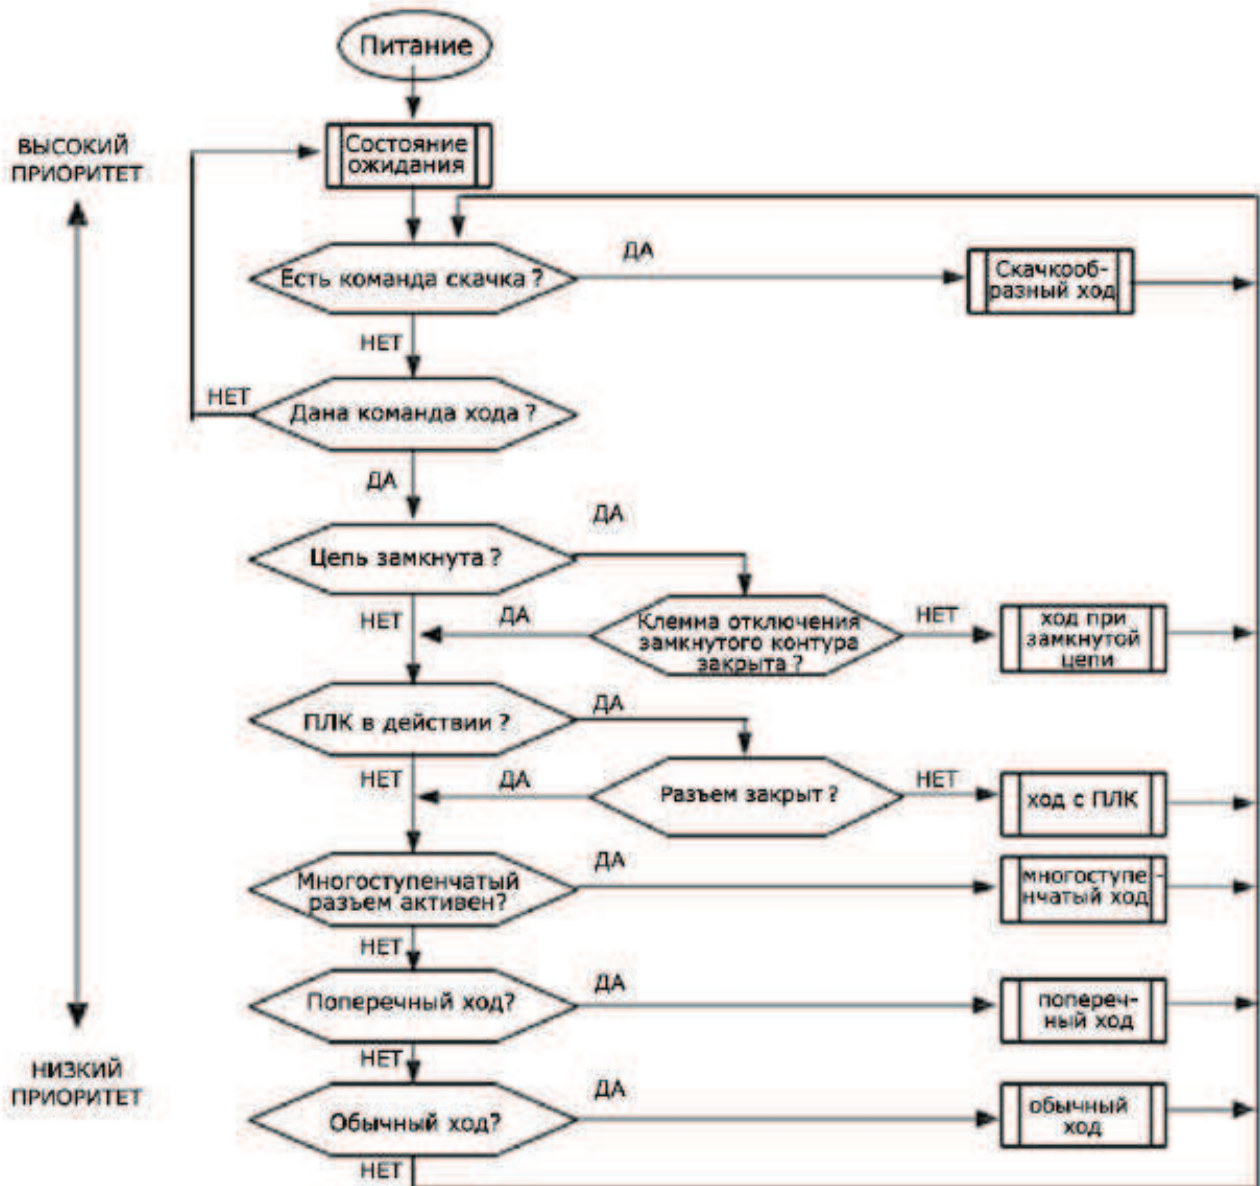 Питание
ВЫСОКИЙ
ПРИОРИТЕТ
Состояние
ожидания
Есть команда скачка ?
ДА
Скачкооб-
разный ход
НЕТ
НЕТ
Дана команда хода ?
ДА
Цепь замкнута ?
ДА
НЕТ
ДА
Клемма отключения
замкнутого контура
закрыта ?
НЕТ
ход при
замкнутой
цепи
ПЛК в действии ?
ДА
НЕТ
ДА
Разъем закрыт ?
НЕТ
ход с ПЛК
Многоступенчатый
разъем активен?
ДА
многоступе -
нчатый ход
НЕТ
Поперечный ход?
ДА
попереч-
ный ход
НЕТ
НИЗКИЙ
ПРИОРИТЕТ
Обычный ход?
ДА
обычный
ход
НЕТ